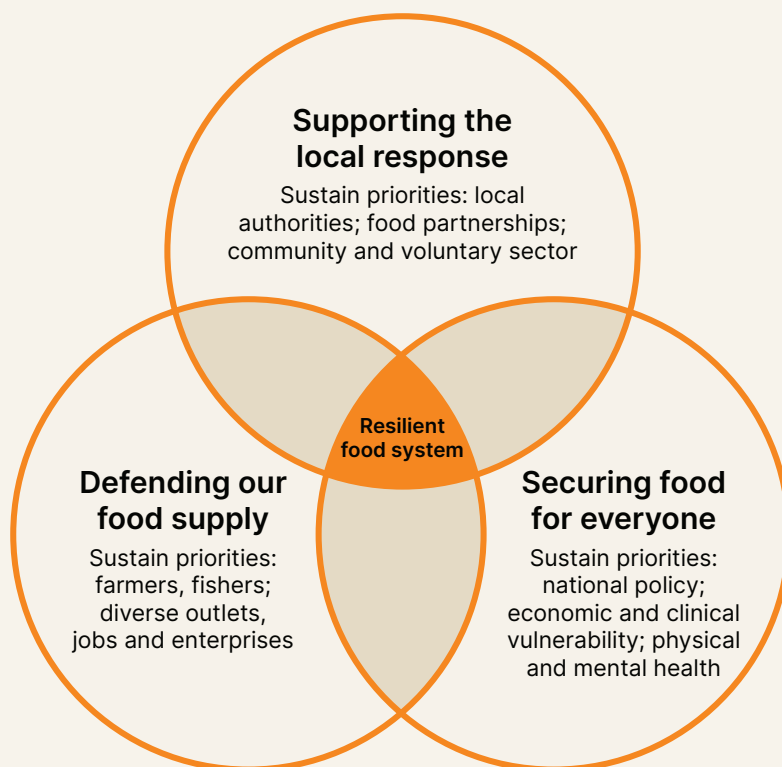 Supporting the
local response
Sustain priorities: local
authorities; food partnerships;
community and voluntary sector
Resilient
food system
Defending our
food supply
Sustain priorities:
farmers, fishers;
diverse outlets,
jobs and enterprises
Securing food
for everyone
Sustain priorities:
national policy;
economic and clinical
vulnerability; physical
and mental health